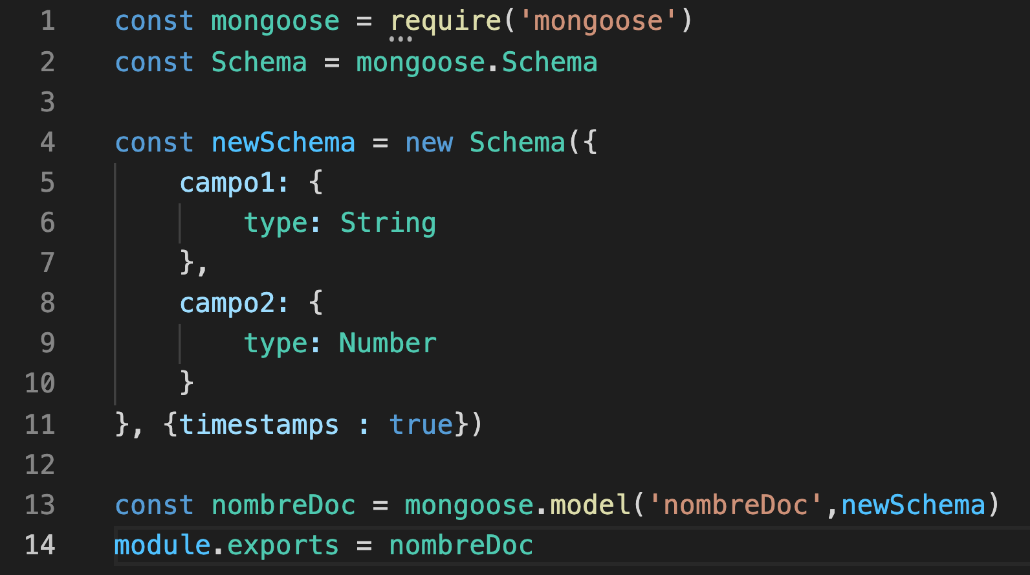 1 const mongoose = require('mongoose')
2 const Schema = mongoose.Schema
3
4 const newSchema = new Schema({
5     campo1: {
6         type: String
7     },
8     campo2: {
9         type: Number
10     }
11 }, {timestamps : true})
12
13 const nombreDoc = mongoose.model('nombreDoc',newSchema)
14 module.exports = nombreDoc